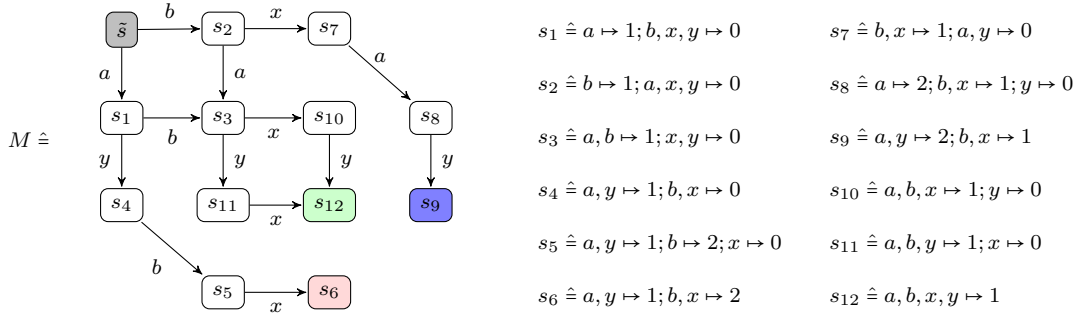 s̃ b s₂ x s₇
s₁ ≙ a ↦ 1; b, x, y ↦ 0 s₇ ≙ b, x ↦ 1; a, y ↦ 0
a a a
s₂ ≙ b ↦ 1; a, x, y ↦ 0 s₈ ≙ a ↦ 2; b, x ↦ 1; y ↦ 0
M ≙ s₁ b s₃ x s₁₀ s₈
s₃ ≙ a, b ↦ 1; x, y ↦ 0 s₉ ≙ a, y ↦ 2; b, x ↦ 1
y y y y
s₄ s₁₁ x s₁₂ s₉
s₄ ≙ a, y ↦ 1; b, x ↦ 0 s₁₀ ≙ a, b, x ↦ 1; y ↦ 0
b
s₅ ≙ a, y ↦ 1; b ↦ 2; x ↦ 0 s₁₁ ≙ a, b, y ↦ 1; x ↦ 0
s₅ x s₆
s₆ ≙ a, y ↦ 1; b, x ↦ 2 s₁₂ ≙ a, b, x, y ↦ 1